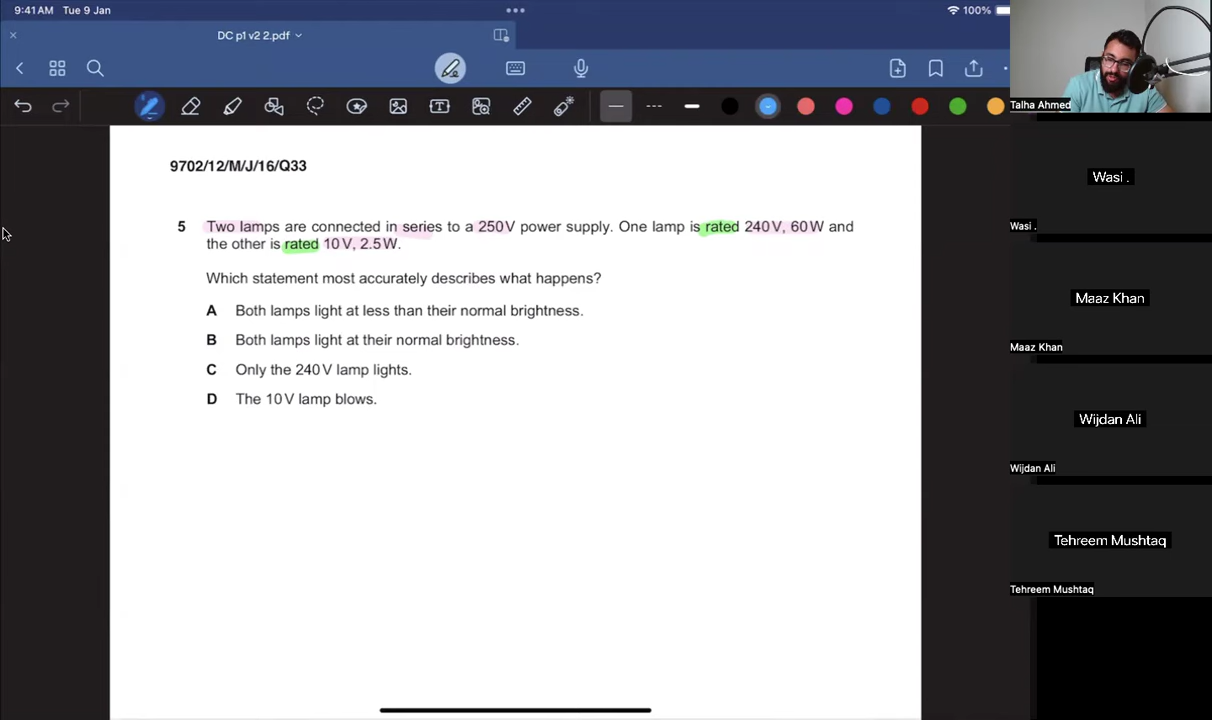 9:41 AM Tue 9 Jan
100%
DC p1 v2 2.pdf
Talha Ahmed
9702/12/M/J/16/Q33
5 Two lamps are connected in series to a 250 V power supply. One lamp is rated 240 V, 60 W and
the other is rated 10 V, 2.5 W.
Which statement most accurately describes what happens?
A Both lamps light at less than their normal brightness.
B Both lamps light at their normal brightness.
C Only the 240 V lamp lights.
D The 10 V lamp blows.
Wasi .
Wasi .
Maaz Khan
Maaz Khan
Wijdan Ali
Wijdan Ali
Tehreem Mushtaq
Tehreem Mushtaq